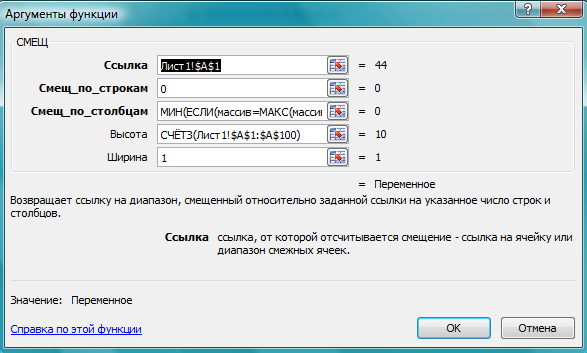 Аргументы функции
СМЕЩ
Ссылка Лист1!$A$1 = 44
Смещ_по_строкам 0 = 0
Смещ_по_столбцам МИН(ЕСЛИ(массив=МАКС(масси = 0
Высота СЧЁТЗ(Лист1!$A$1:$A$100) = 10
Ширина 1 = 1
= Переменное
Возвращает ссылку на диапазон, смещенный относительно заданной ссылки на указанное число строк и
столбцов.
Ссылка ссылка, от которой отсчитывается смещение - ссылка на ячейку или
диапазон смежных ячеек.
Значение: Переменное
Справка по этой функции OK Отмена